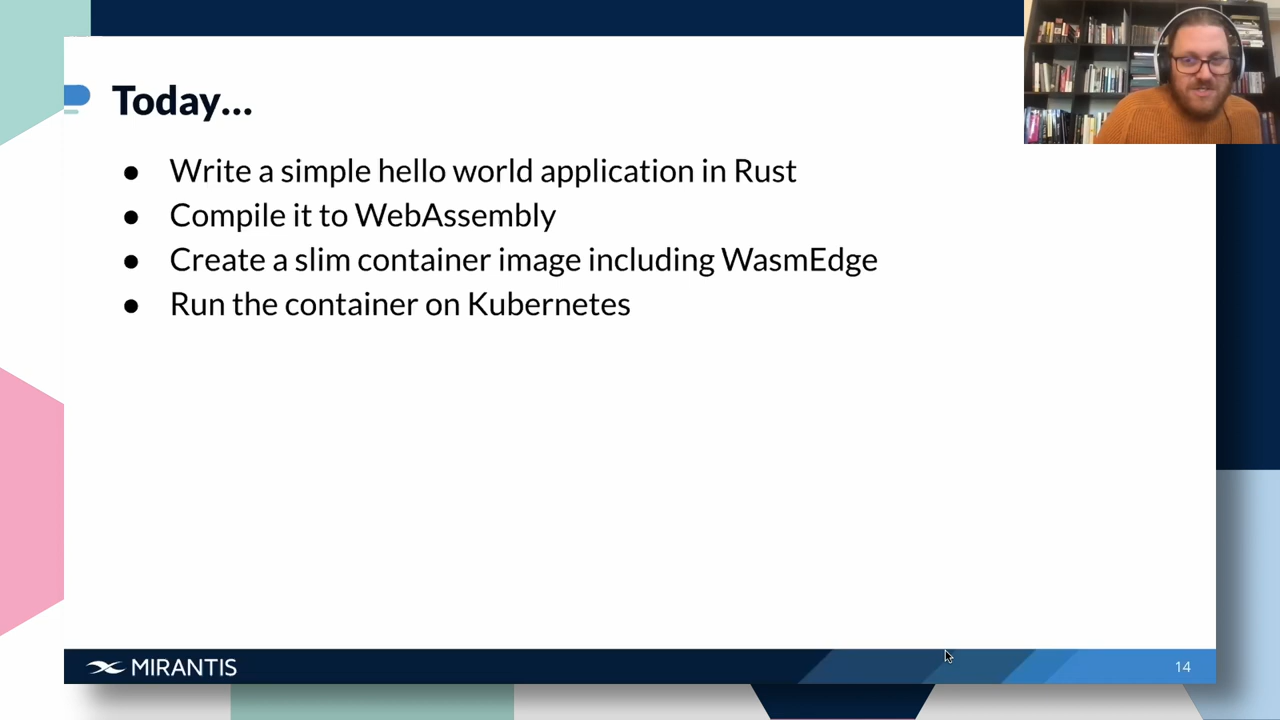 Today...
● Write a simple hello world application in Rust
● Compile it to WebAssembly
● Create a slim container image including WasmEdge
● Run the container on Kubernetes
MIRANTIS
14